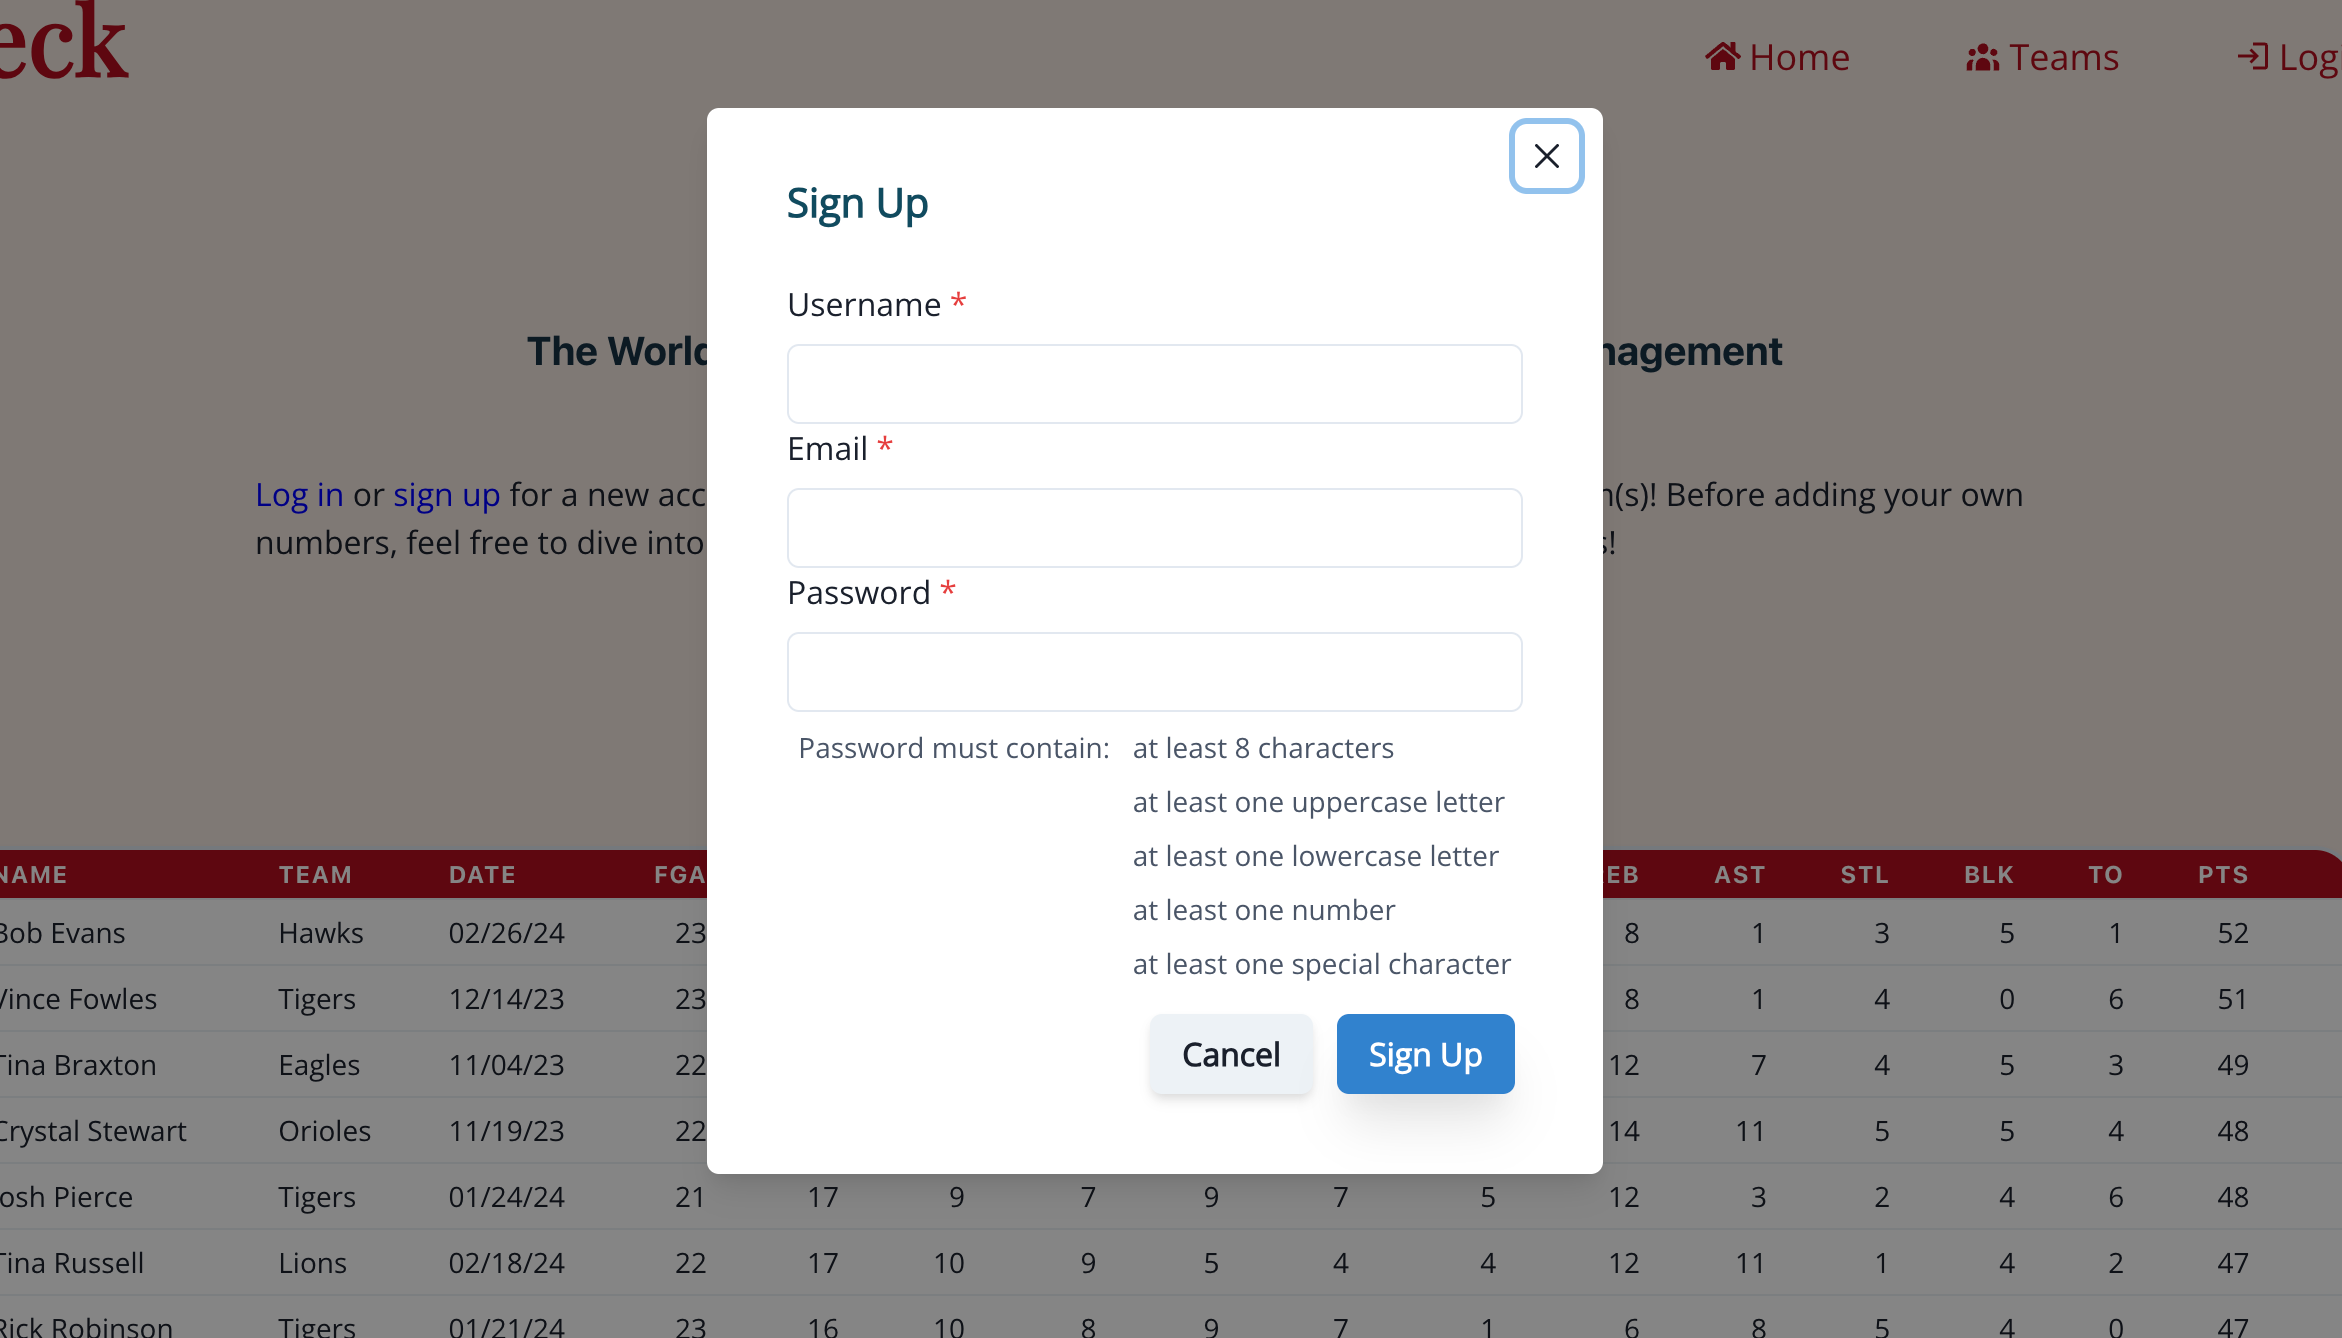 eck
Home Teams Log
Sign Up
Username *
The World nagement
Email *
Log in or sign up for a new acc n(s)! Before adding your own
numbers, feel free to dive into s!
Password *
Password must contain: at least 8 characters
at least one uppercase letter
at least one lowercase letter
at least one number
at least one special character
Cancel Sign Up
NAME TEAM DATE FGA REB AST STL BLK TO PTS
Bob Evans Hawks 02/26/24 23 8 1 3 5 1 52
Vince Fowles Tigers 12/14/23 23 8 1 4 0 6 51
Tina Braxton Eagles 11/04/23 22 12 7 4 5 3 49
Crystal Stewart Orioles 11/19/23 22 14 11 5 5 4 48
osh Pierce Tigers 01/24/24 21 17 9 7 9 7 5 12 3 2 4 6 48
Tina Russell Lions 02/18/24 22 17 10 9 5 4 4 12 11 1 4 2 47
Rick Robinson Tigers 01/21/24 23 16 10 8 9 7 1 6 8 5 4 0 47